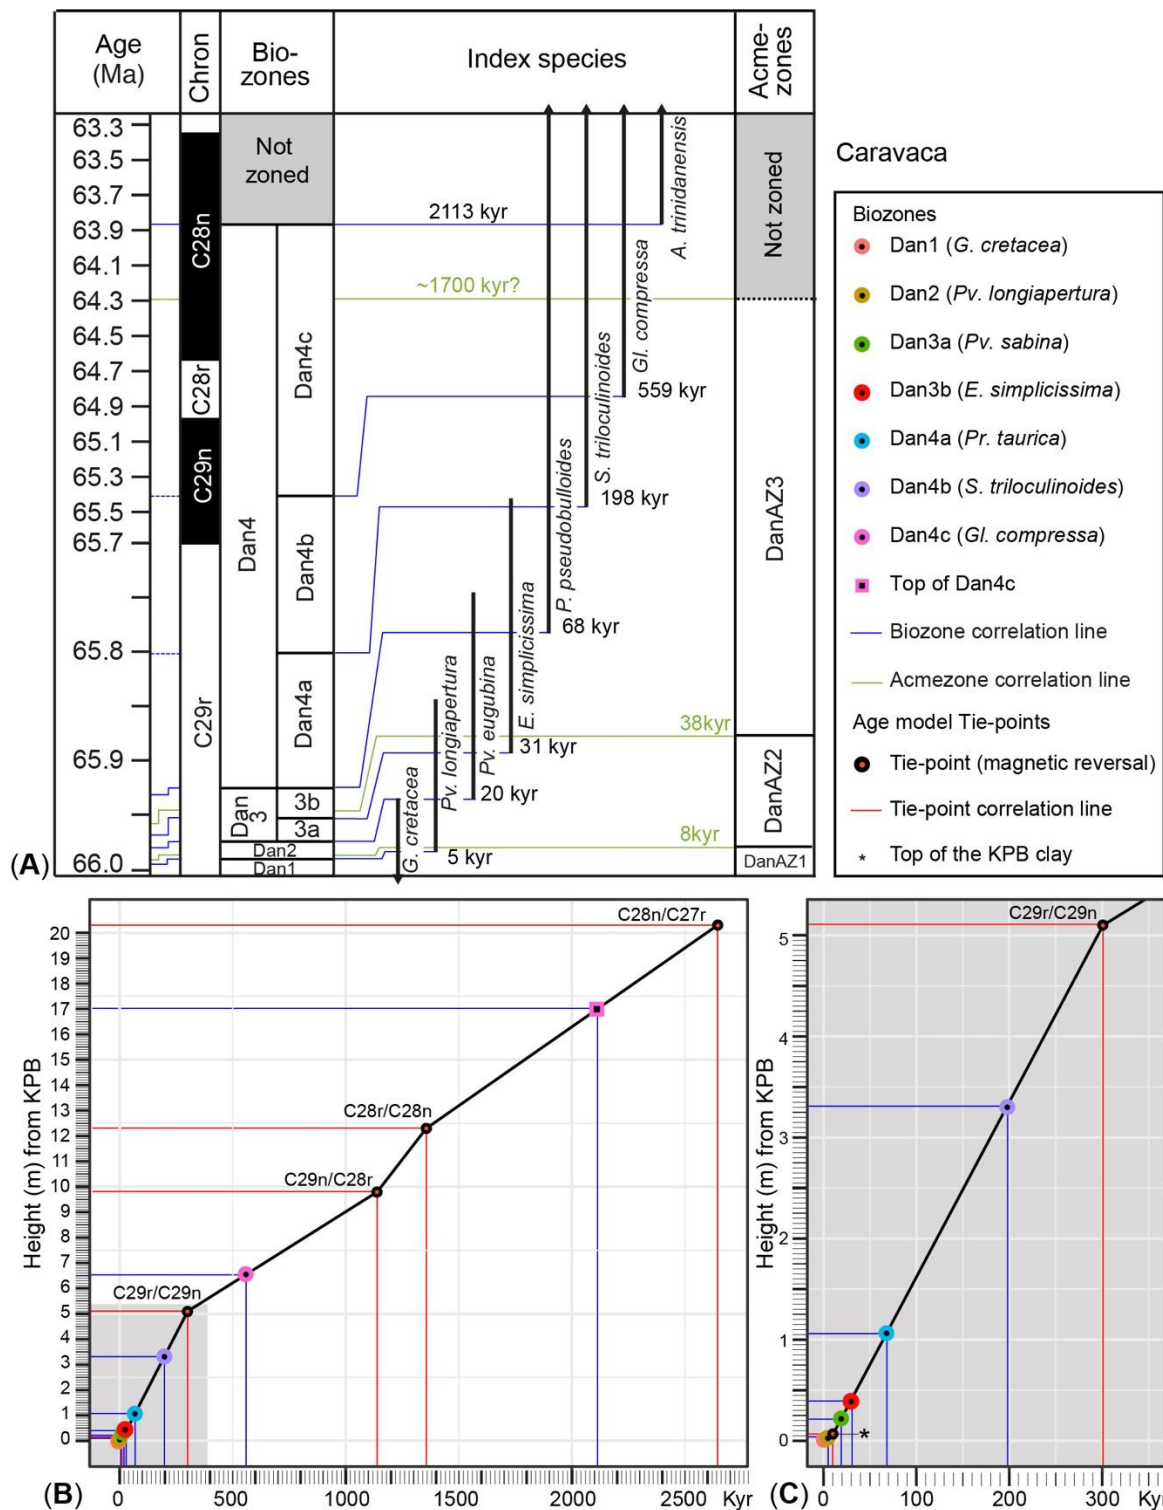 Age
(Ma)
Chron
Bio-
zones
Index species
Acme-
zones
63.3
63.5
63.7
63.9
64.1
64.3
64.5
64.7
64.9
65.1
65.3
65.5
65.7
65.8
65.9
66.0
C28n
C28r
C29n
C29r
Not
zoned
Dan4
Dan4c
Dan4b
Dan4a
Dan
3
3b
3a
Dan2
Dan1
2113 kyr
~1700 kyr?
559 kyr
198 kyr
68 kyr
38kyr
31 kyr
20 kyr
8kyr
5 kyr
G. cretacea
Pv. longiapertura
Pv. eugubina
E. simplicissima
P. pseudobulloides
S. triloculinoides
Gl. compressa
A. trinidanensis
Not zoned
DanAZ3
DanAZ2
DanAZ1
(A)
Caravaca
Biozones
Dan1 (G. cretacea)
Dan2 (Pv. longiapertura)
Dan3a (Pv. sabina)
Dan3b (E. simplicissima)
Dan4a (Pr. taurica)
Dan4b (S. triloculinoides)
Dan4c (Gl. compressa)
Top of Dan4c
Biozone correlation line
Acmezone correlation line
Age model Tie-points
Tie-point (magnetic reversal)
Tie-point correlation line
* Top of the KPB clay
Height (m) from KPB
20
19
18
17
16
15
14
13
12
11
10
9
8
7
6
5
4
3
2
1
0
C28n/C27r
C28r/C28n
C29n/C28r
C29r/C29n
(B)
0 500 1000 1500 2000 2500 Kyr
Height (m) from KPB
5
3
2
1
0
C29r/C29n
*
(C)
0 100 200 300 Kyr